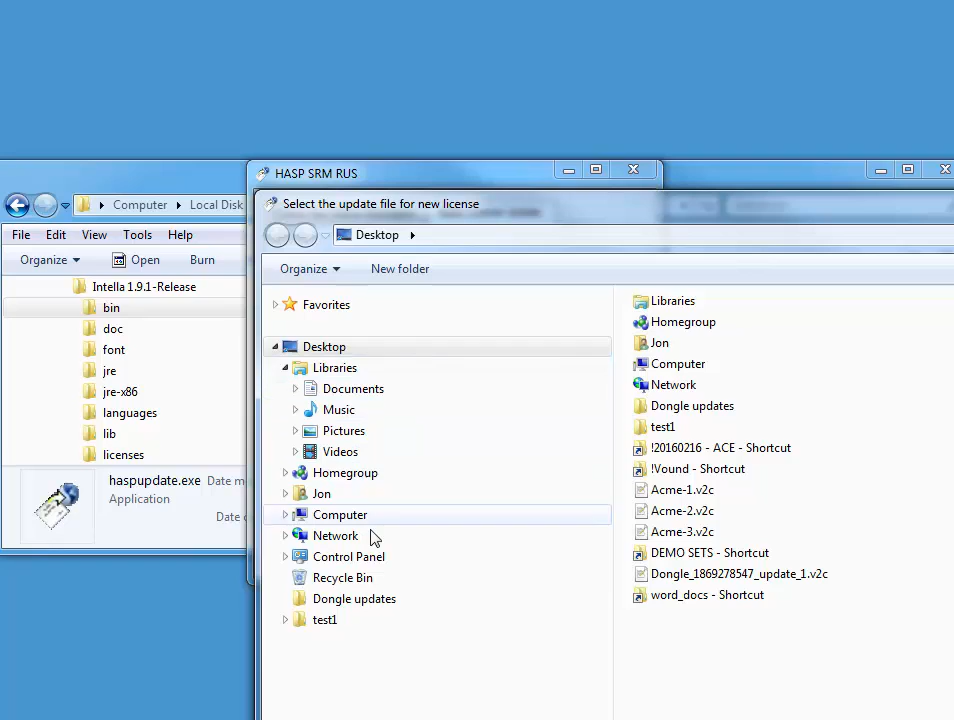 HASP SRM RUS
Computer
Local Disk
File
Edit
View
Tools
Help
Organize
Open
Burn
Intella 1.9.1-Release
bin
doc
font
jre
jre-x86
languages
lib
licenses
haspupdate.exe
Date m
Application
Date c
Select the update file for new license
Desktop
Organize
New folder
Favorites
Desktop
Libraries
Documents
Music
Pictures
Videos
Homegroup
Jon
Computer
Network
Control Panel
Recycle Bin
Dongle updates
test1
Libraries
Homegroup
Jon
Computer
Network
Dongle updates
test1
!20160216 - ACE - Shortcut
!Vound - Shortcut
Acme-1.v2c
Acme-2.v2c
Acme-3.v2c
DEMO SETS - Shortcut
Dongle_1869278547_update_1.v2c
word_docs - Shortcut